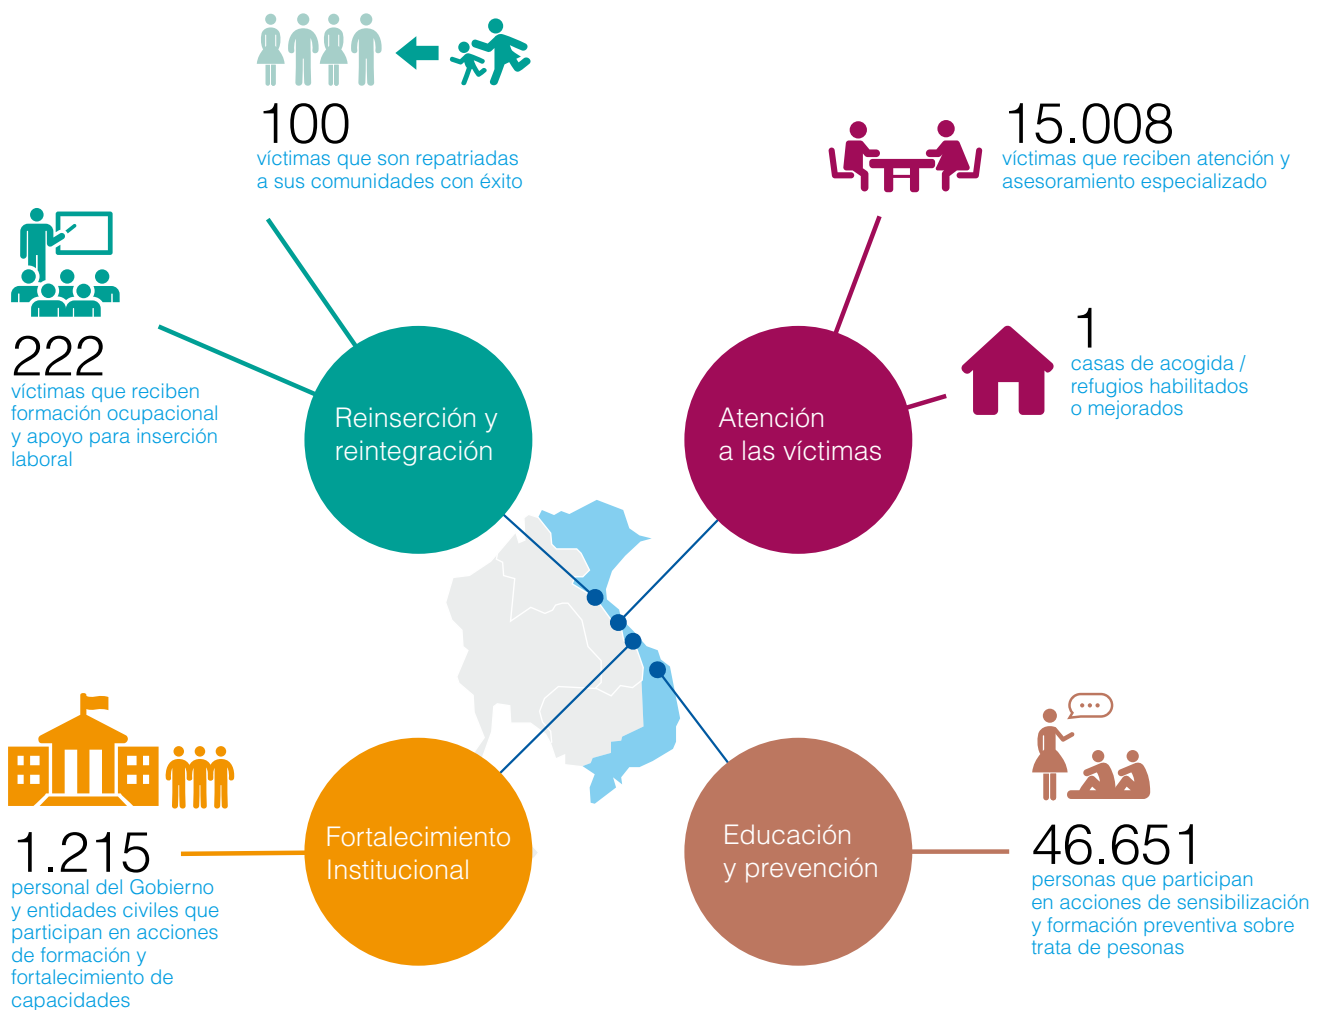 100
víctimas que son repatriadas
a sus comunidades con éxito
15.008
víctimas que reciben atención y
asesoramiento especializado
222
víctimas que reciben
formación ocupacional
y apoyo para inserción
laboral
1
casas de acogida /
refugios habilitados
o mejorados
Reinserción y
reintegración
Atención
a las víctimas
Fortalecimiento
Institucional
Educación
y prevención
1.215
personal del Gobierno
y entidades civiles que
participan en acciones
de formación y
fortalecimiento de
capacidades
46.651
personas que participan
en acciones de sensibilización
y formación preventiva sobre
trata de pesonas